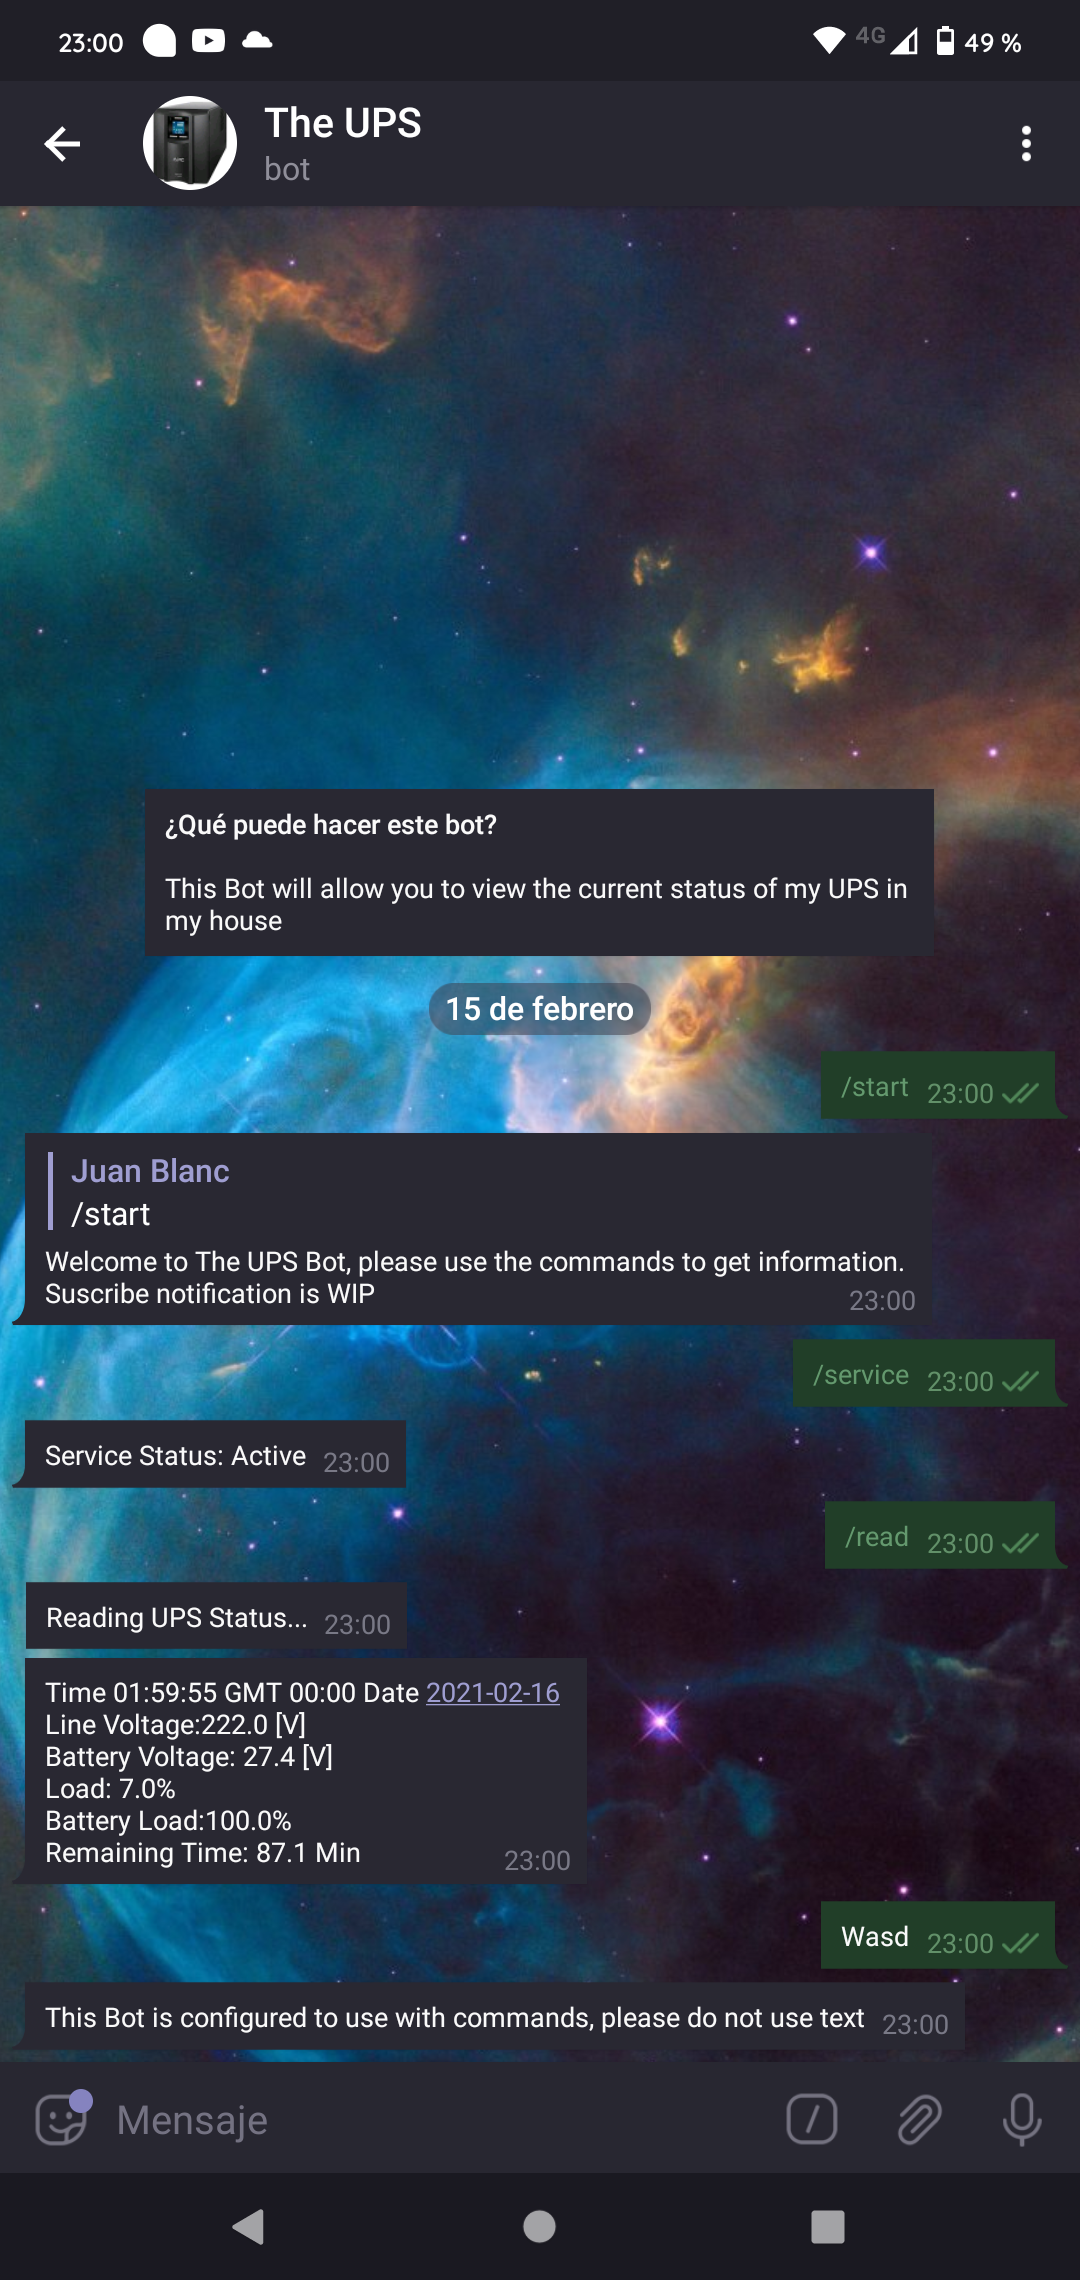 23:00
4G
49 %
The UPS
bot
¿Qué puede hacer este bot?
This Bot will allow you to view the current status of my UPS in
my house
15 de febrero
/start 23:00
Juan Blanc
/start
Welcome to The UPS Bot, please use the commands to get information.
Suscribe notification is WIP
23:00
/service 23:00
Service Status: Active 23:00
/read 23:00
Reading UPS Status... 23:00
Time 01:59:55 GMT 00:00 Date 2021-02-16
Line Voltage:222.0 [V]
Battery Voltage: 27.4 [V]
Load: 7.0%
Battery Load:100.0%
Remaining Time: 87.1 Min
23:00
Wasd 23:00
This Bot is configured to use with commands, please do not use text 23:00
Mensaje